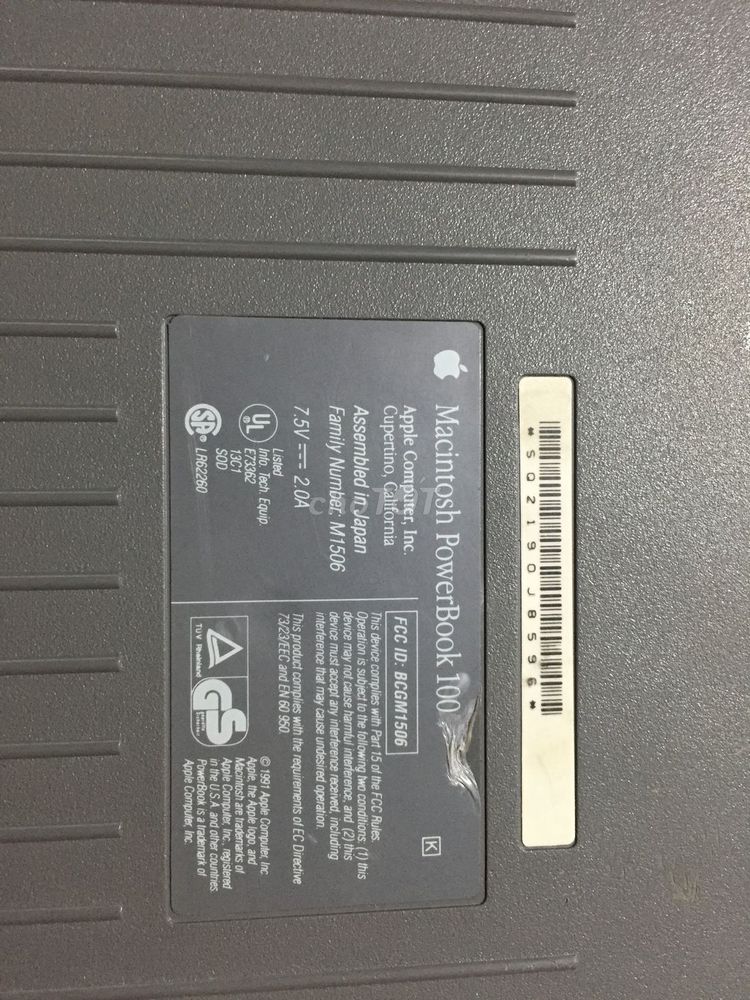 *SQ2190J8596*
Macintosh PowerBook 100
Apple Computer, Inc.
Cupertino, California
Assembled in Japan
Family Number: M1506
7.5V 2.0A
UL
®
Listed
Info. Tech. Equip.
E73362
13C1
SOD
SA
LR62260
FCC ID: BCGM1506
This device complies with Part 15 of the FCC Rules.
Operation is subject to the following two conditions: (1) this
device may not cause harmful interference, and (2) this
device must accept any interference received, including
interference that may cause undesired operation.
This product complies with the requirements of EC Directive
73/23/EEC and EN 60 950.
TUV Rheinland
GS
© 1991 Apple Computer, Inc.
Apple, the Apple logo, and
Macintosh are trademarks of
Apple Computer, Inc., registered
in the U.S.A. and other countries.
PowerBook is a trademark of
Apple Computer, Inc.
K
choTOT